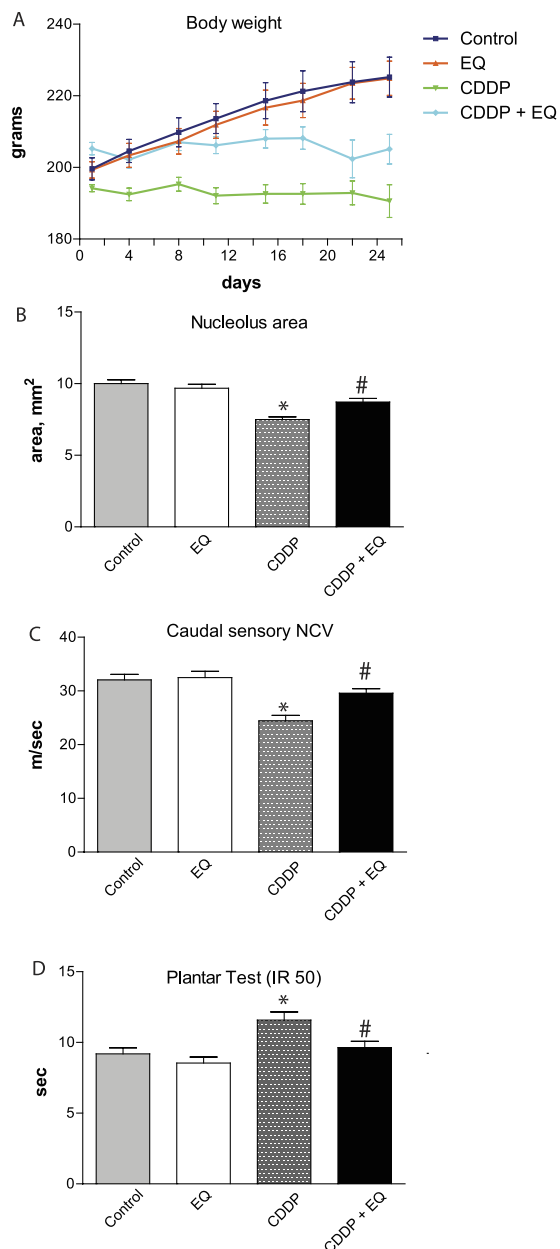 A
Body weight
Control
EQ
CDDP
CDDP + EQ
grams
240
220
200
180
0 4 8 12 16 20 24
days
B
Nucleolus area
area, mm²
15
10
5
0
*
#
Control EQ CDDP CDDP + EQ
C
Caudal sensory NCV
m/sec
40
30
20
10
0
*
#
Control EQ CDDP CDDP + EQ
D
Plantar Test (IR 50)
sec
15
10
5
0
*
#
Control EQ CDDP CDDP + EQ